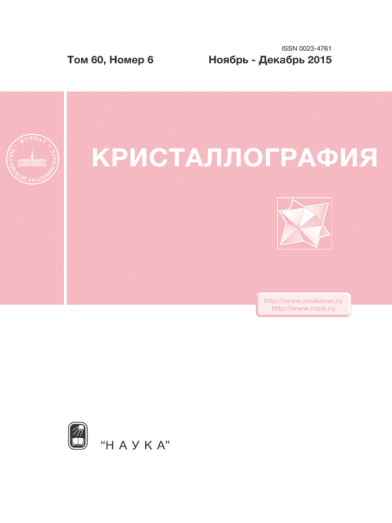 ISSN 0023-4761
Том 60, Номер 6
Ноябрь - Декабрь 2015
КРИСТАЛЛОГРАФИЯ
http://www.naukaran.ru
http://www.maik.ru
“НАУКА”